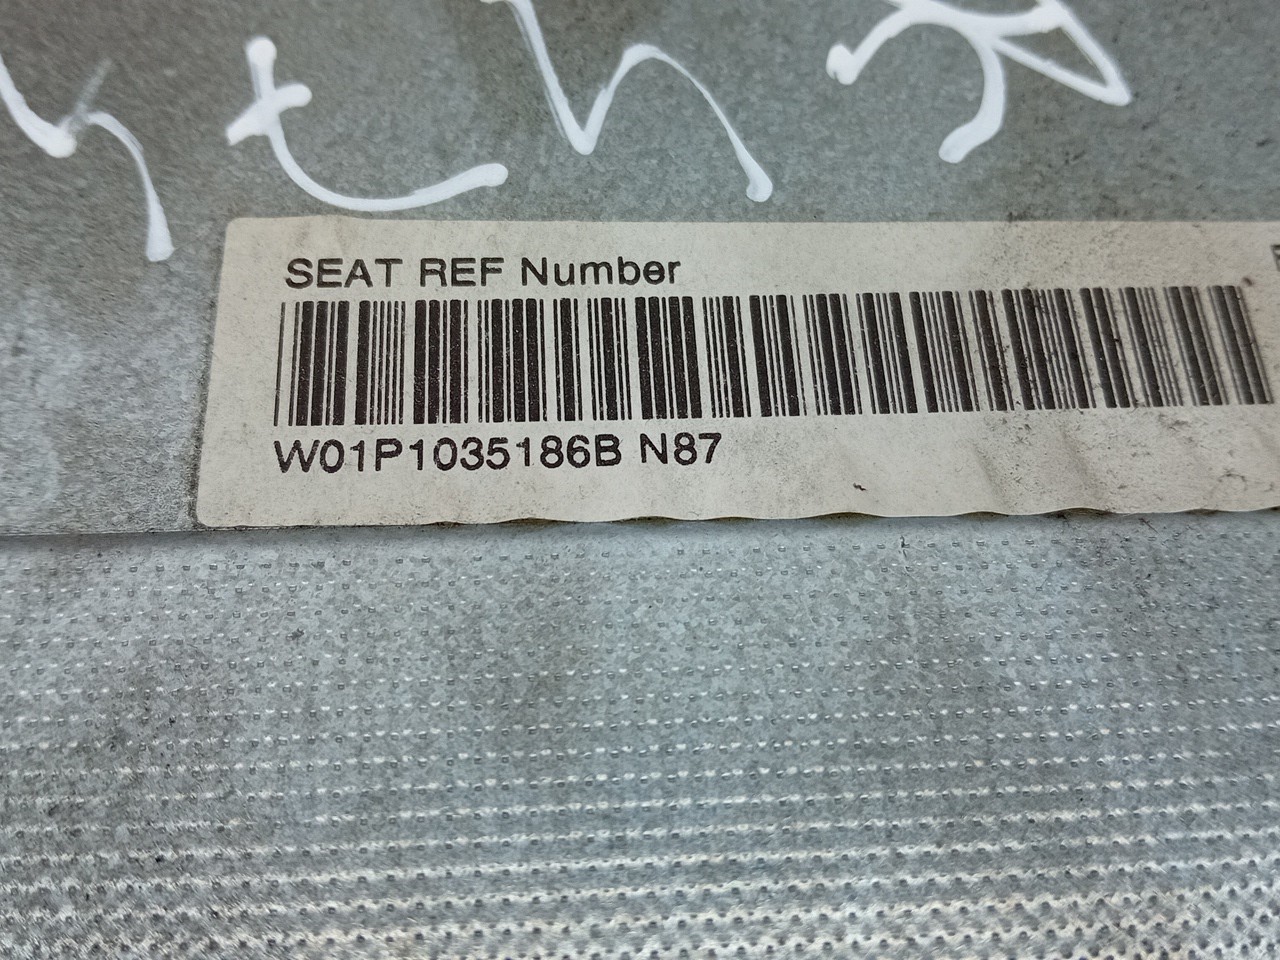 SEAT REF Number
W01P1035186B N87